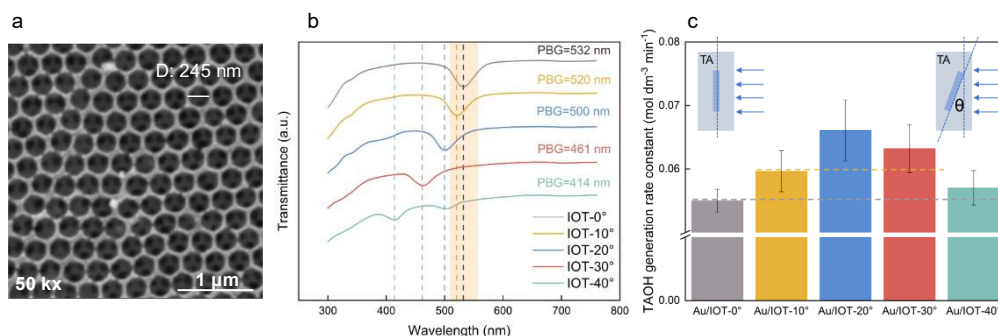 a
D: 245 nm
50 kx
1 µm
b
PBG=532 nm
PBG=520 nm
PBG=500 nm
PBG=461 nm
PBG=414 nm
IOT-0°
IOT-10°
IOT-20°
IOT-30°
IOT-40°
Transmittance (a.u.)
300 400 500 600 700
Wavelength (nm)
c
TAOH generation rate constant (mol dm⁻³ min⁻¹)
0.08
0.07
0.06
0.00
TA
TA
θ
Au/IOT-0° Au/IOT-10° Au/IOT-20° Au/IOT-30° Au/IOT-40°